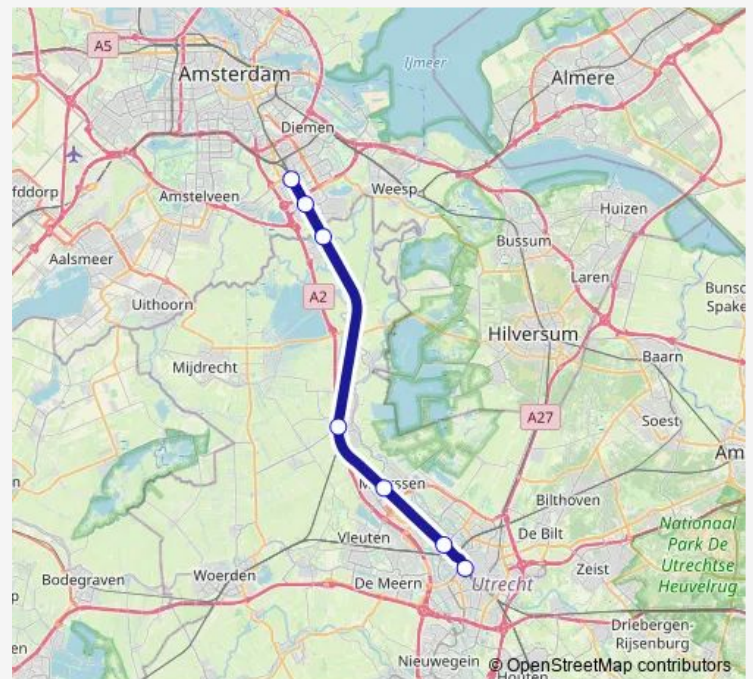 A5
Amsterdam
Ijmeer
Almere
Diemen
fddorp
Amstelveen
Weesp
Huizen
Aalsmeer
Bussum
A2
Laren
Bunsc
Spake
Uithoorn
Hilversum
Mijdrecht
Baarn
A27
Soest
Am
n
M
ssen
Bilthoven
Vleuten
De Bilt
Nationaal
Park De
Utrechtse
Heuvelrug
Bodegraven
Woerden
De Meern
Utrecht
Zeist
p
Driebergen-
Rijsenburg
en
Nieuwegein
Houten
© OpenStreetMap contributors